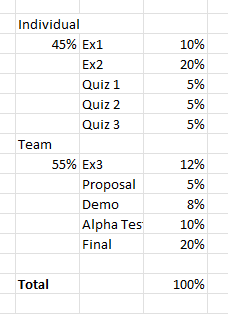 Individual
45% Ex1 10%
Ex2 20%
Quiz 1 5%
Quiz 2 5%
Quiz 3 5%
Team
55% Ex3 12%
Proposal 5%
Demo 8%
Alpha Tes 10%
Final 20%
Total 100%